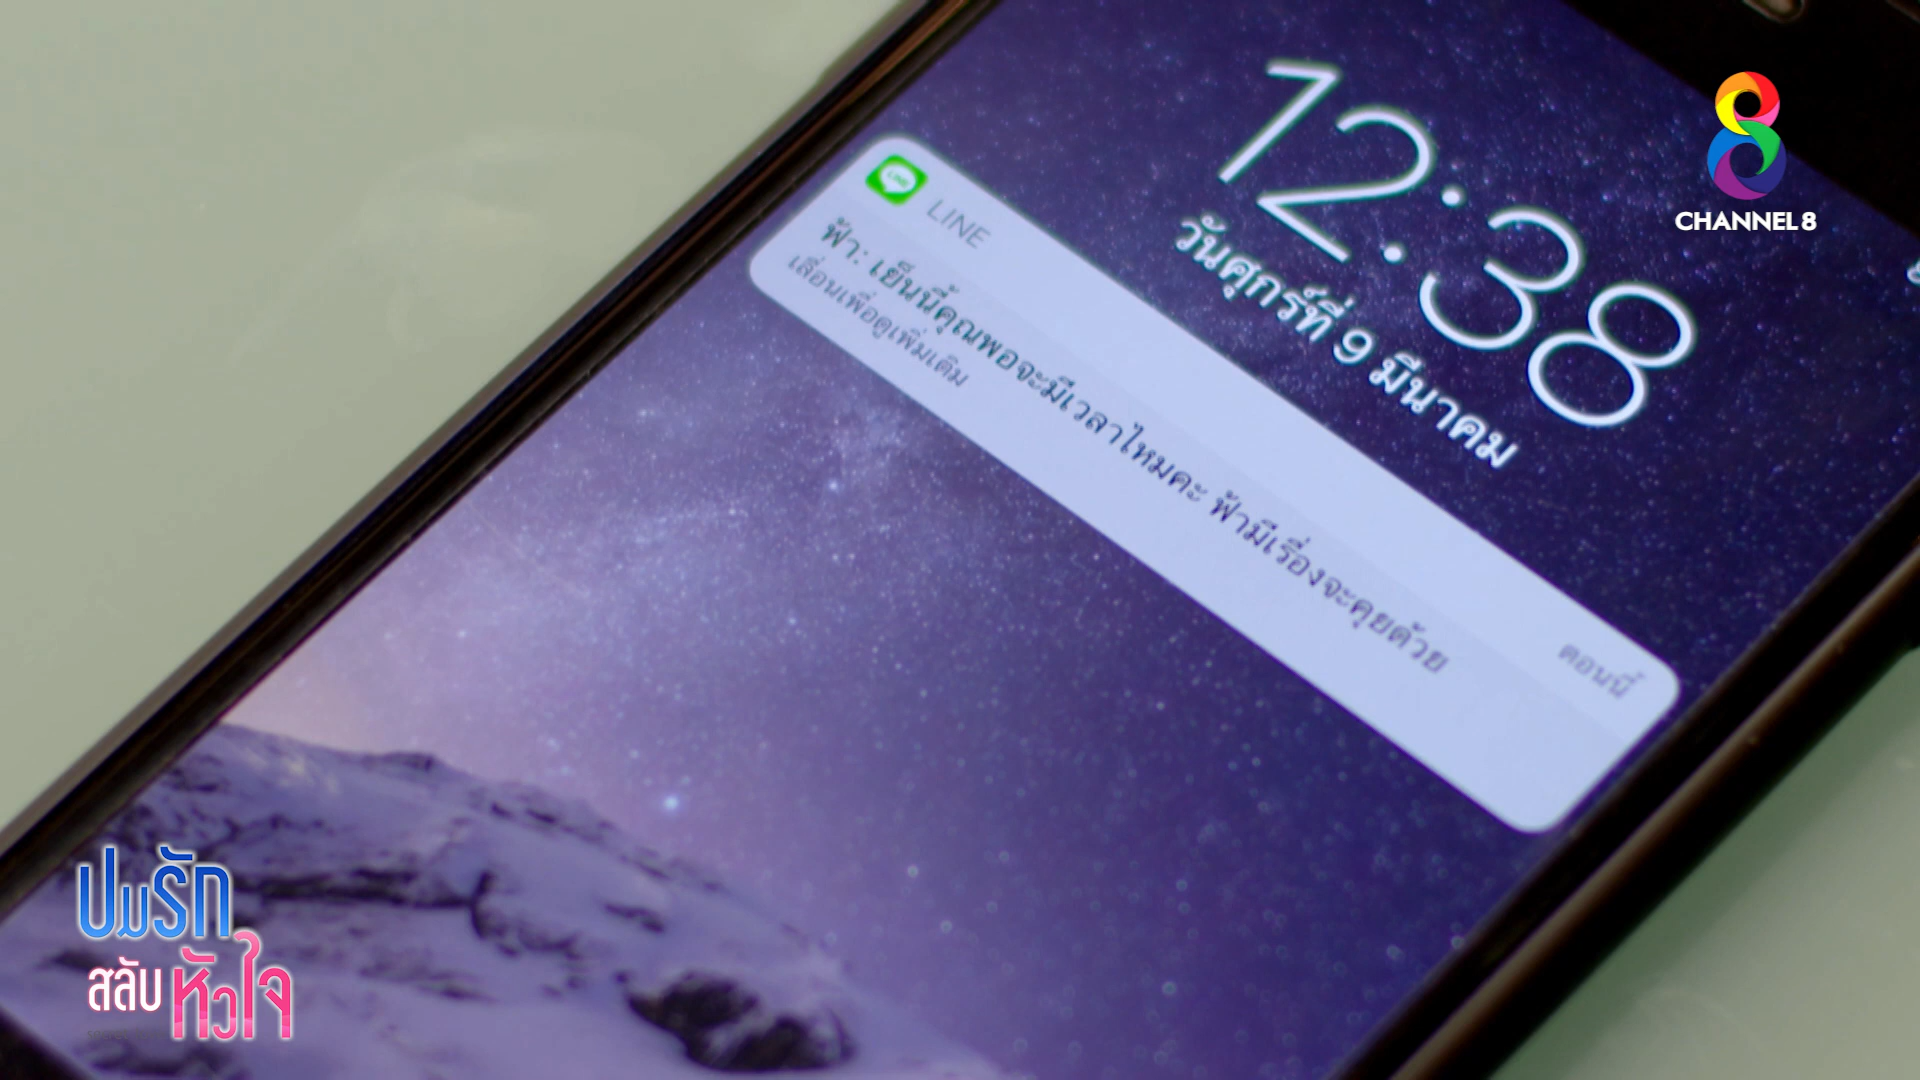 12:38
วันศุกร์ที่ 9 มีนาคม
LINE
LINE
ตอนนี้
ฟ้า: เย็นนี้คุณพอจะมีเวลาไหมคะ ฟ้ามีเรื่องจะคุยด้วย
เลื่อนเพื่อดูเพิ่มเติม
8
CHANNEL 8
ปมรัก
สลับหัวใจ